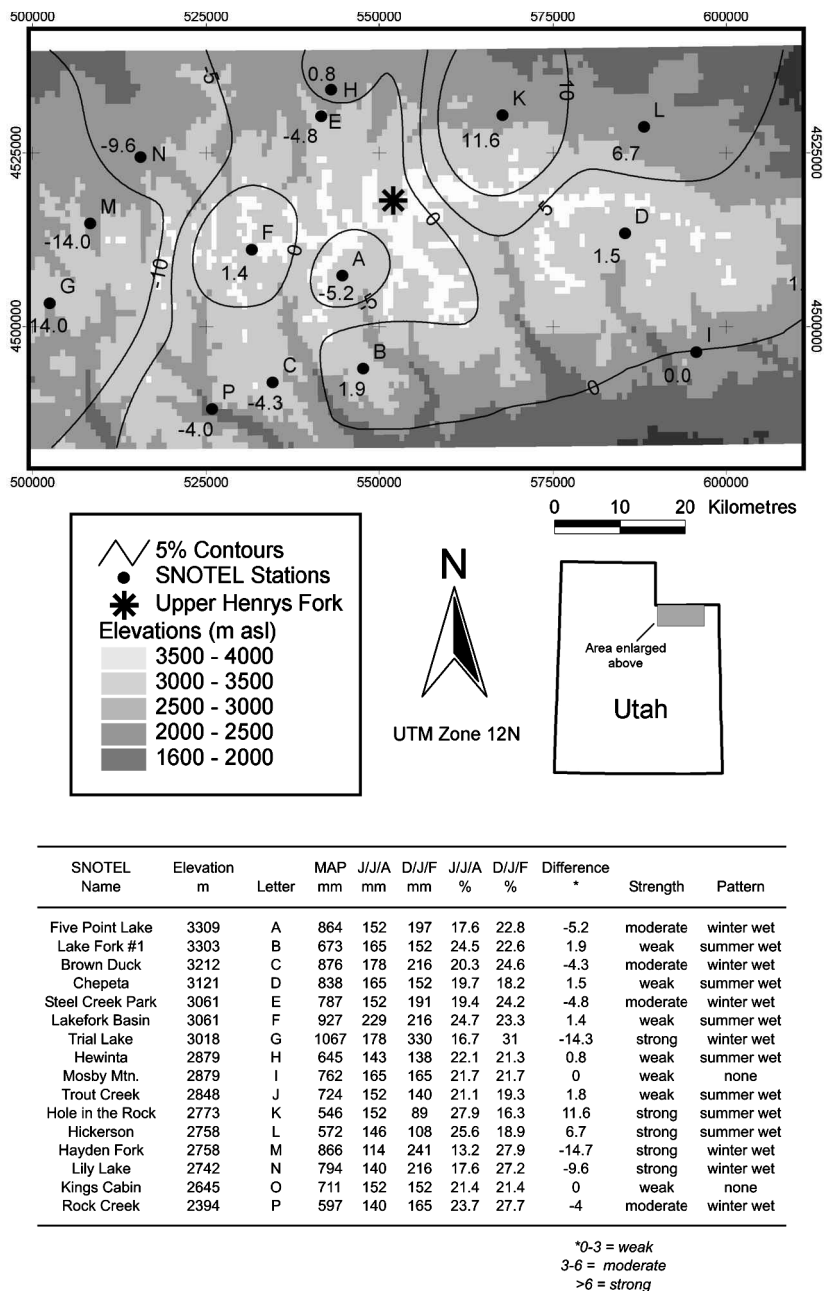 500000 525000 550000 575000 600000
0.8 H
-5
10
E
-4.8
K
11.6
L
6.7
4525000
-9.6 N
4525000
M
-14.0
F
1.4
0
0
5
D
1.5
-10
A
-5.2
-5
G
14.0
1.
4500000
4500000
B
1.9
C
-4.3
I
0.0
0
P
-4.0
500000 525000 550000 575000 600000
5% Contours
SNOTEL Stations
Upper Henrys Fork
Elevations (m asl)
3500 - 4000
3000 - 3500
2500 - 3000
2000 - 2500
1600 - 2000
N
UTM Zone 12N
0 10 20 Kilometres
Area enlarged
above
Utah
SNOTEL Elevation MAP J/J/A D/J/F J/J/A D/J/F Difference
Name m Letter mm mm mm % % * Strength Pattern
Five Point Lake 3309 A 864 152 197 17.6 22.8 -5.2 moderate winter wet
Lake Fork #1 3303 B 673 165 152 24.5 22.6 1.9 weak summer wet
Brown Duck 3212 C 876 178 216 20.3 24.6 -4.3 moderate winter wet
Chepeta 3121 D 838 165 152 19.7 18.2 1.5 weak summer wet
Steel Creek Park 3061 E 787 152 191 19.4 24.2 -4.8 moderate winter wet
Lakefork Basin 3061 F 927 229 216 24.7 23.3 1.4 weak summer wet
Trial Lake 3018 G 1067 178 330 16.7 31 -14.3 strong winter wet
Hewinta 2879 H 645 143 138 22.1 21.3 0.8 weak summer wet
Mosby Mtn. 2879 I 762 165 165 21.7 21.7 0 weak none
Trout Creek 2848 J 724 152 140 21.1 19.3 1.8 weak summer wet
Hole in the Rock 2773 K 546 152 89 27.9 16.3 11.6 strong summer wet
Hickerson 2758 L 572 146 108 25.6 18.9 6.7 strong summer wet
Hayden Fork 2758 M 866 114 241 13.2 27.9 -14.7 strong winter wet
Lily Lake 2742 N 794 140 216 17.6 27.2 -9.6 strong winter wet
Kings Cabin 2645 O 711 152 152 21.4 21.4 0 weak none
Rock Creek 2394 P 597 140 165 23.7 27.7 -4 moderate winter wet
*0-3 = weak
3-6 = moderate
>6 = strong